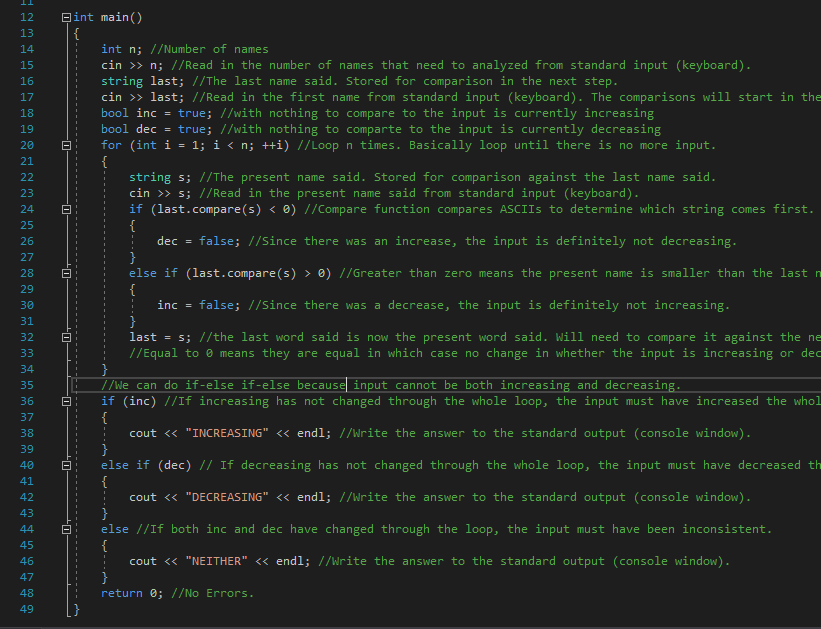 11
12 int main()
13 {
14 int n; //Number of names
15 cin >> n; //Read in the number of names that need to analyzed from standard input (keyboard).
16 string last; //The last name said. Stored for comparison in the next step.
17 cin >> last; //Read in the first name from standard input (keyboard). The comparisons will start in the
18 bool inc = true; //with nothing to compare to the input is currently increasing
19 bool dec = true; //with nothing to comparte to the input is currently decreasing
20 for (int i = 1; i < n; ++i) //Loop n times. Basically loop until there is no more input.
21 {
22 string s; //The present name said. Stored for comparison against the last name said.
23 cin >> s; //Read in the present name said from standard input (keyboard).
24 if (last.compare(s) < 0) //Compare function compares ASCIIs to determine which string comes first.
25 {
26 dec = false; //Since there was an increase, the input is definitely not decreasing.
27 }
28 else if (last.compare(s) > 0) //Greater than zero means the present name is smaller than the last n
29 {
30 inc = false; //Since there was a decrease, the input is definitely not increasing.
31 }
32 last = s; //the last word said is now the present word said. Will need to compare it against the ne
33 //Equal to 0 means they are equal in which case no change in whether the input is increasing or dec
34 }
35 //We can do if-else if-else because input cannot be both increasing and decreasing.
36 if (inc) //If increasing has not changed through the whole loop, the input must have increased the whol
37 {
38 cout << "INCREASING" << endl; //Write the answer to the standard output (console window).
39 }
40 else if (dec) // If decreasing has not changed through the whole loop, the input must have decreased th
41 {
42 cout << "DECREASING" << endl; //Write the answer to the standard output (console window).
43 }
44 else //If both inc and dec have changed through the loop, the input must have been inconsistent.
45 {
46 cout << "NEITHER" << endl; //Write the answer to the standard output (console window).
47 }
48 return 0; //No Errors.
49 }